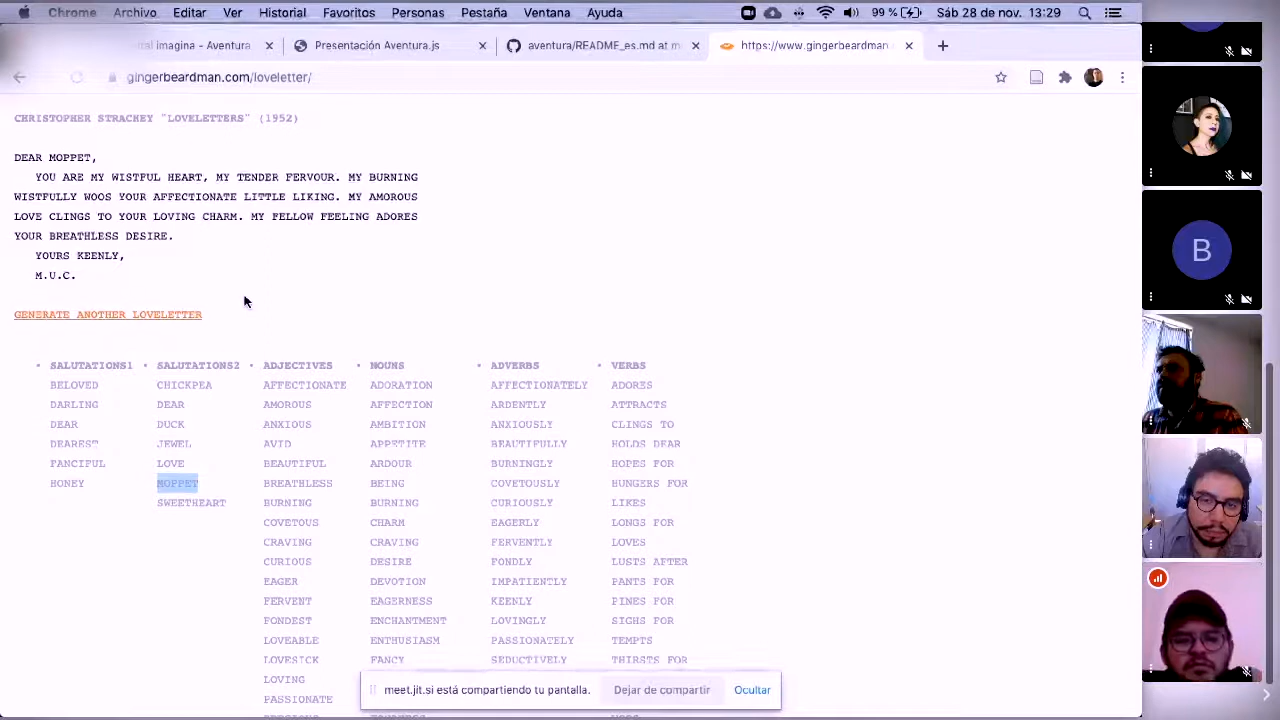 Chrome Archivo Editar Ver Historial Favoritos Personas Pestaña Ventana Ayuda 99 % Sáb 28 de nov. 13:29
tal imagina - Aventura × Presentación Aventura.js × aventura/README_es.md at m × https://www.gingerbeardman. × +
gingerbeardman.com/loveletter/
CHRISTOPHER STRACHEY "LOVELETTERS" (1952)
DEAR MOPPET,
YOU ARE MY WISTFUL HEART, MY TENDER FERVOUR. MY BURNING
WISTFULLY WOOS YOUR AFFECTIONATE LITTLE LIKING. MY AMOROUS
LOVE CLINGS TO YOUR LOVING CHARM. MY FELLOW FEELING ADORES
YOUR BREATHLESS DESIRE.
YOURS KEENLY,
M.U.C.
GENERATE ANOTHER LOVELETTER
• SALUTATIONS1 • SALUTATIONS2 • ADJECTIVES • NOUNS • ADVERBS • VERBS
BELOVED CHICKPEA AFFECTIONATE ADORATION AFFECTIONATELY ADORES
DARLING DEAR AMOROUS AFFECTION ARDENTLY ATTRACTS
DEAR DUCK ANXIOUS AMBITION ANXIOUSLY CLINGS TO
DEAREST JEWEL AVID APPETITE BEAUTIFULLY HOLDS DEAR
FANCIFUL LOVE BEAUTIFUL ARDOUR BURNINGLY HOPES FOR
HONEY MOPPET BREATHLESS BEING COVETOUSLY HUNGERS FOR
SWEETHEART BURNING BURNING CURIOUSLY LIKES
COVETOUS CHARM EAGERLY LONGS FOR
CRAVING CRAVING FERVENTLY LOVES
CURIOUS DESIRE FONDLY LUSTS AFTER
EAGER DEVOTION IMPATIENTLY PANTS FOR
FERVENT EAGERNESS KEENLY PINES FOR
FONDEST ENCHANTMENT LOVINGLY SIGHS FOR
LOVEABLE ENTHUSIASM PASSIONATELY TEMPTS
LOVESICK FANCY SEDUCTIVELY THIRSTS FOR
LOVING
PASSIONATE
meet.jit.si está compartiendo tu pantalla. Dejar de compartir Ocultar
B